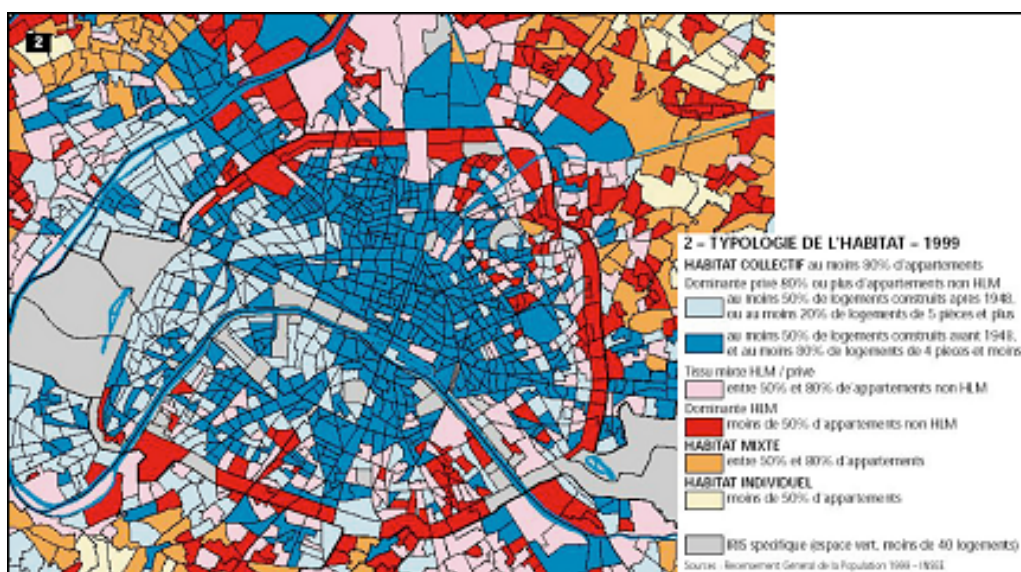 2
2 – TYPOLOGIE DE L'HABITAT – 1999
HABITAT COLLECTIF au moins 80% d'appartements
Dominante privé 80% ou plus d'appartements non HLM
au moins 50% de logements construits après 1948,
ou au moins 20% de logements de 5 pièces et plus
au moins 50% de logements construits avant 1948,
et au moins 80% de logements de 4 pièces et moins
Tissu mixte HLM / privé
entre 50% et 80% d'appartements non HLM
Dominante HLM
moins de 50% d'appartements non HLM
HABITAT MIXTE
entre 50% et 80% d'appartements
HABITAT INDIVIDUEL
moins de 50% d'appartements
IRIS spécifique (espace vert, moins de 40 logements)
Sources : Recensement Général de la Population 1999 – INSEE